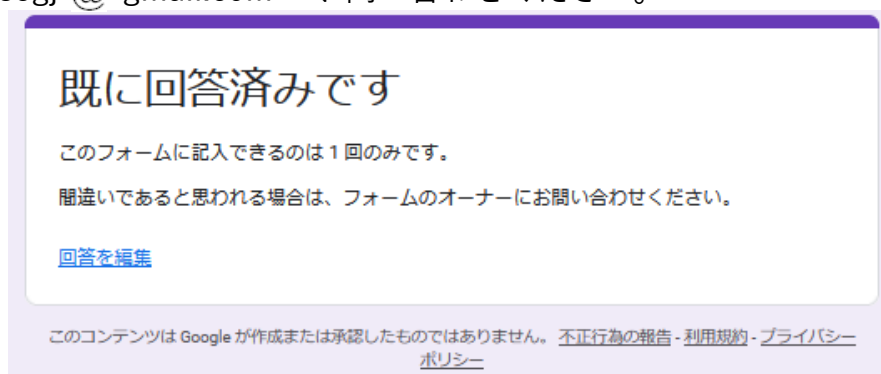 既に回答済みです
このフォームに記入できるのは1回のみです。
間違いであると思われる場合は、フォームのオーナーにお問い合わせください。
回答を編集
このコンテンツは Google が作成または承認したものではありません。 不正行為の報告 - 利用規約 - プライバシー
ポリシー